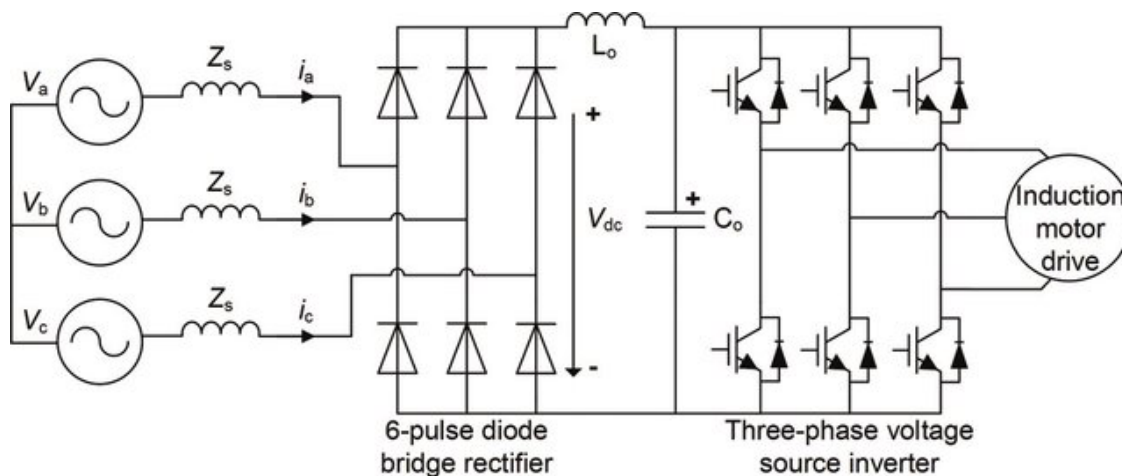 Lo
Va
Zs
ia
+
Vb
Zs
ib
Vdc
+
Co
Induction
motor
drive
Vc
Zs
ic
-
6-pulse diode
bridge rectifier
Three-phase voltage
source inverter